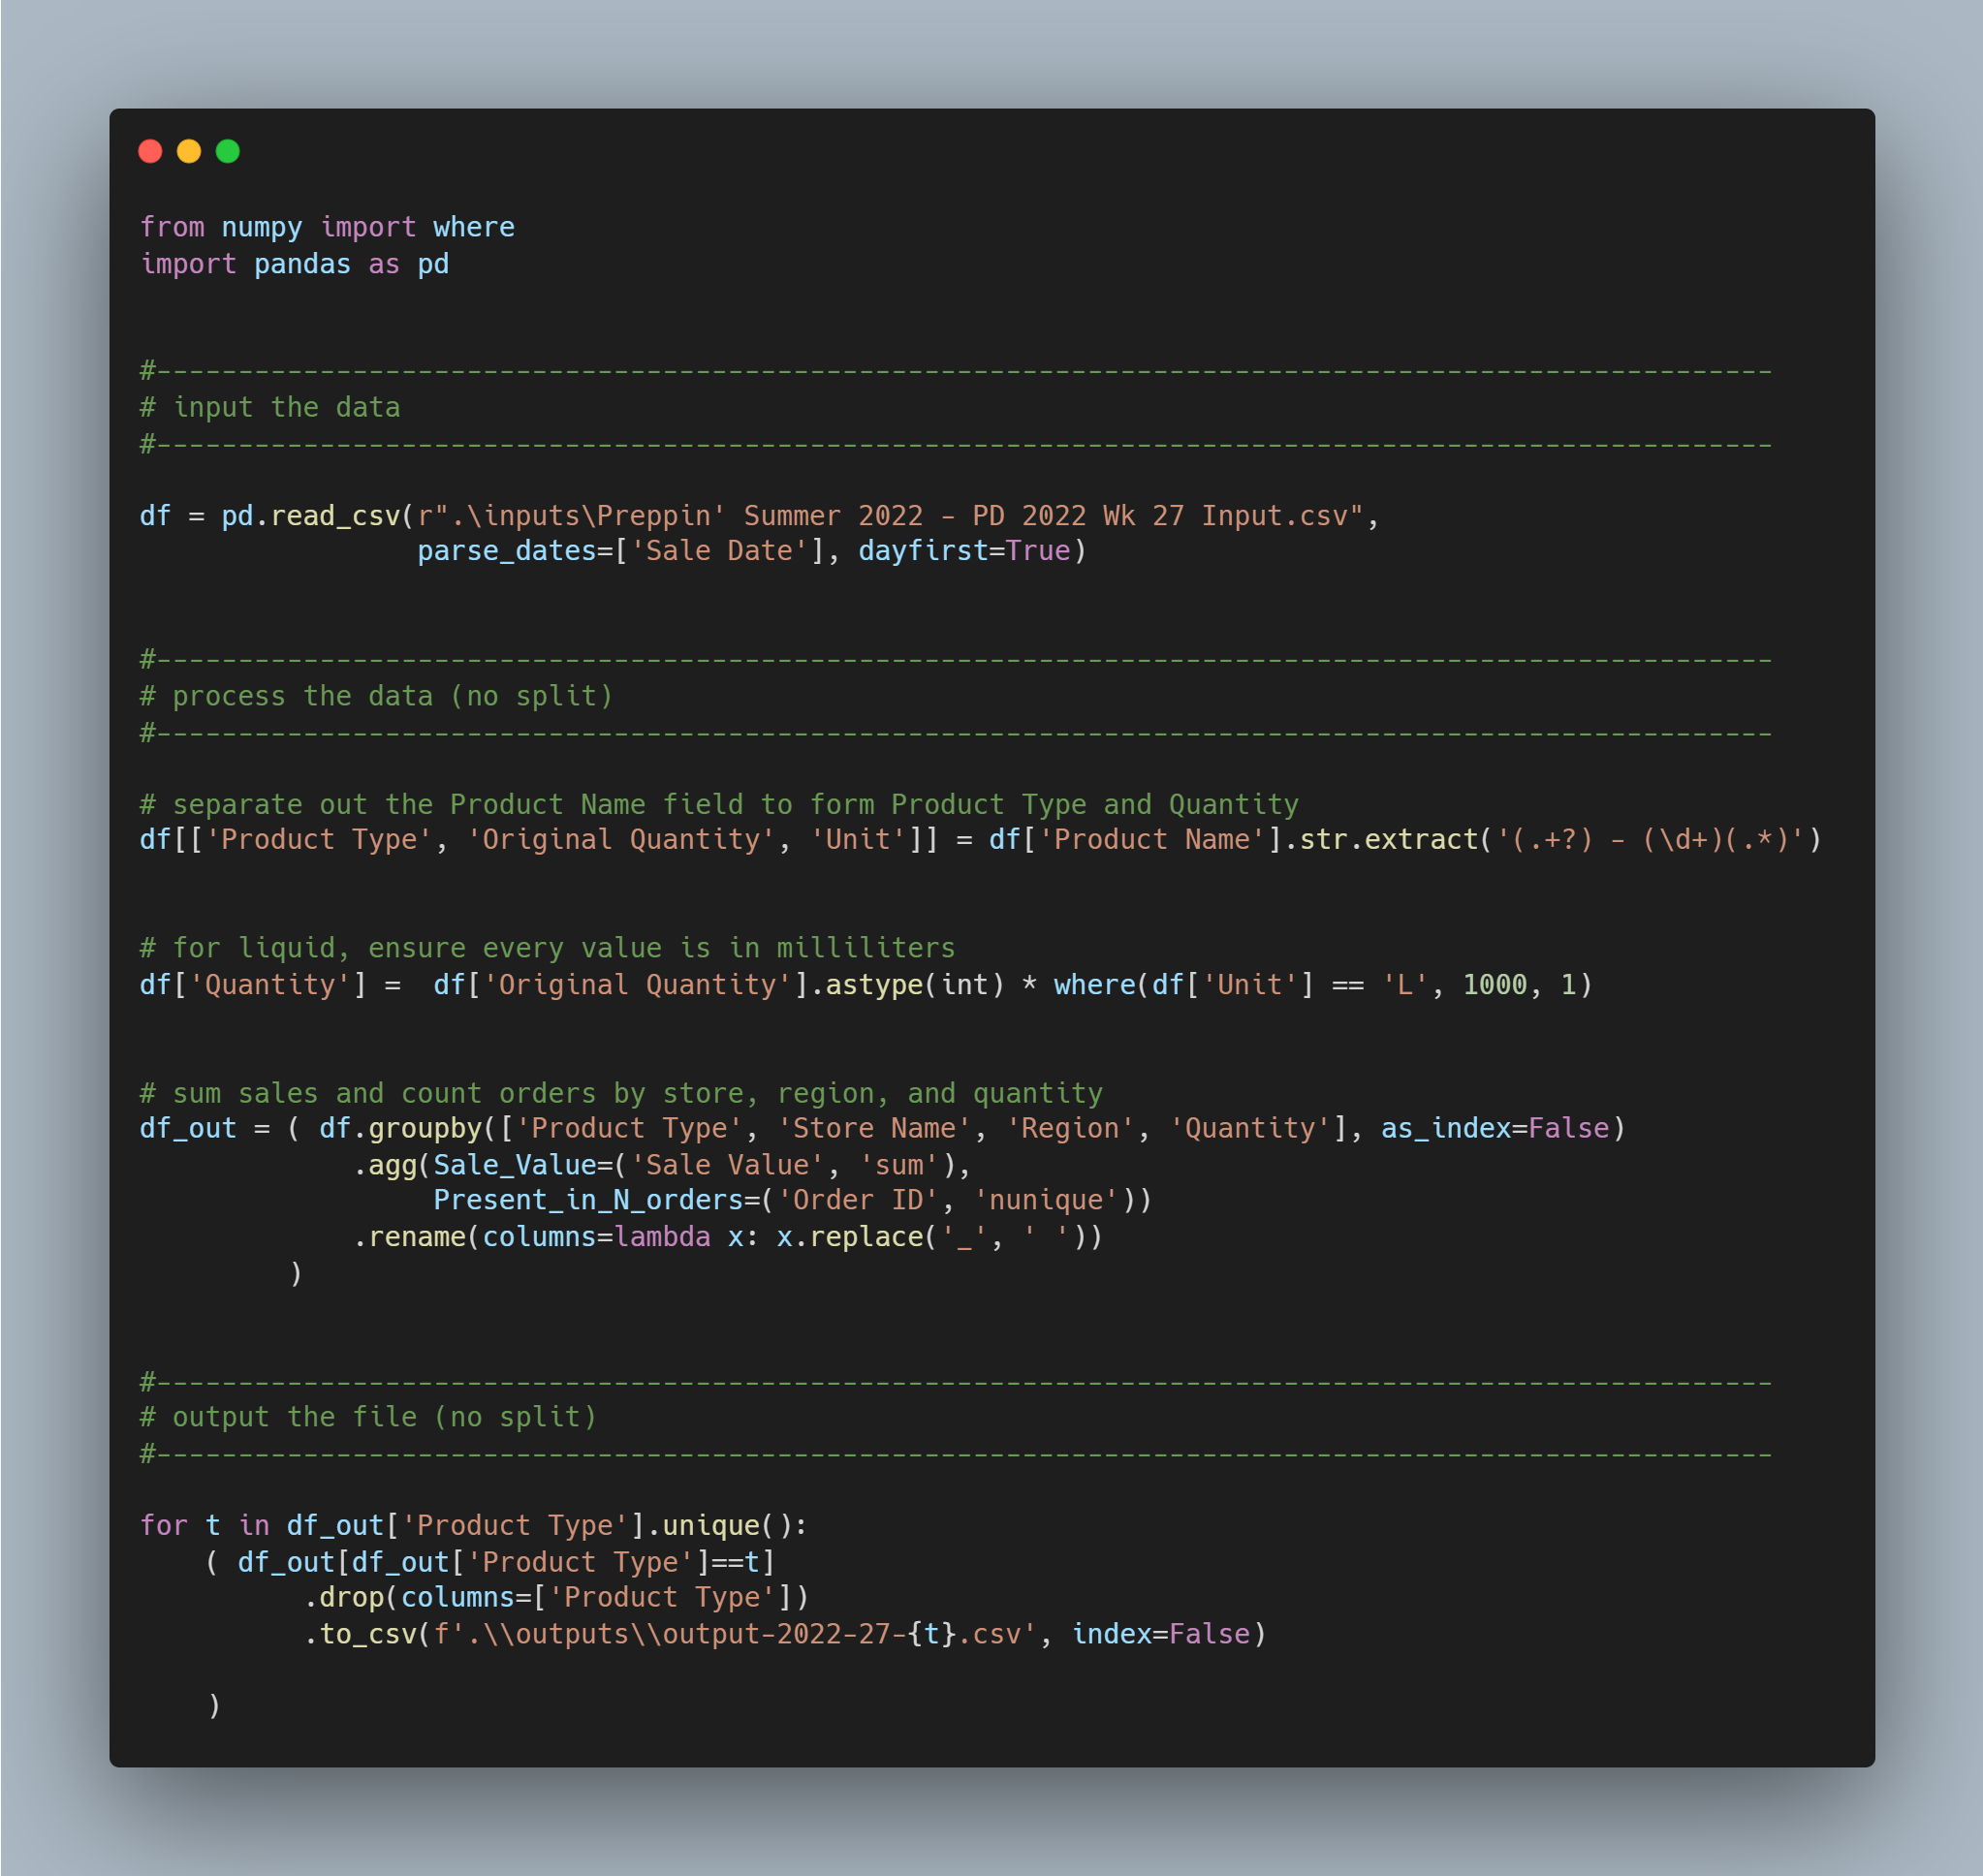 from numpy import where
import pandas as pd
#---------------------------------------------------------------------------------------------------
# input the data
#---------------------------------------------------------------------------------------------------
df = pd.read_csv(r".\inputs\Preppin' Summer 2022 - PD 2022 Wk 27 Input.csv",
                 parse_dates=['Sale Date'], dayfirst=True)
#---------------------------------------------------------------------------------------------------
# process the data (no split)
#---------------------------------------------------------------------------------------------------
# separate out the Product Name field to form Product Type and Quantity
df[['Product Type', 'Original Quantity', 'Unit']] = df['Product Name'].str.extract('(.+?) - (\d+)(.*)')
# for liquid, ensure every value is in milliliters
df['Quantity'] =  df['Original Quantity'].astype(int) * where(df['Unit'] == 'L', 1000, 1)
# sum sales and count orders by store, region, and quantity
df_out = ( df.groupby(['Product Type', 'Store Name', 'Region', 'Quantity'], as_index=False)
             .agg(Sale_Value=('Sale Value', 'sum'),
                  Present_in_N_orders=('Order ID', 'nunique'))
             .rename(columns=lambda x: x.replace('_', ' '))
         )
#---------------------------------------------------------------------------------------------------
# output the file (no split)
#---------------------------------------------------------------------------------------------------
for t in df_out['Product Type'].unique():
    ( df_out[df_out['Product Type']==t]
          .drop(columns=['Product Type'])
          .to_csv(f'.\\outputs\\output-2022-27-{t}.csv', index=False)
    )